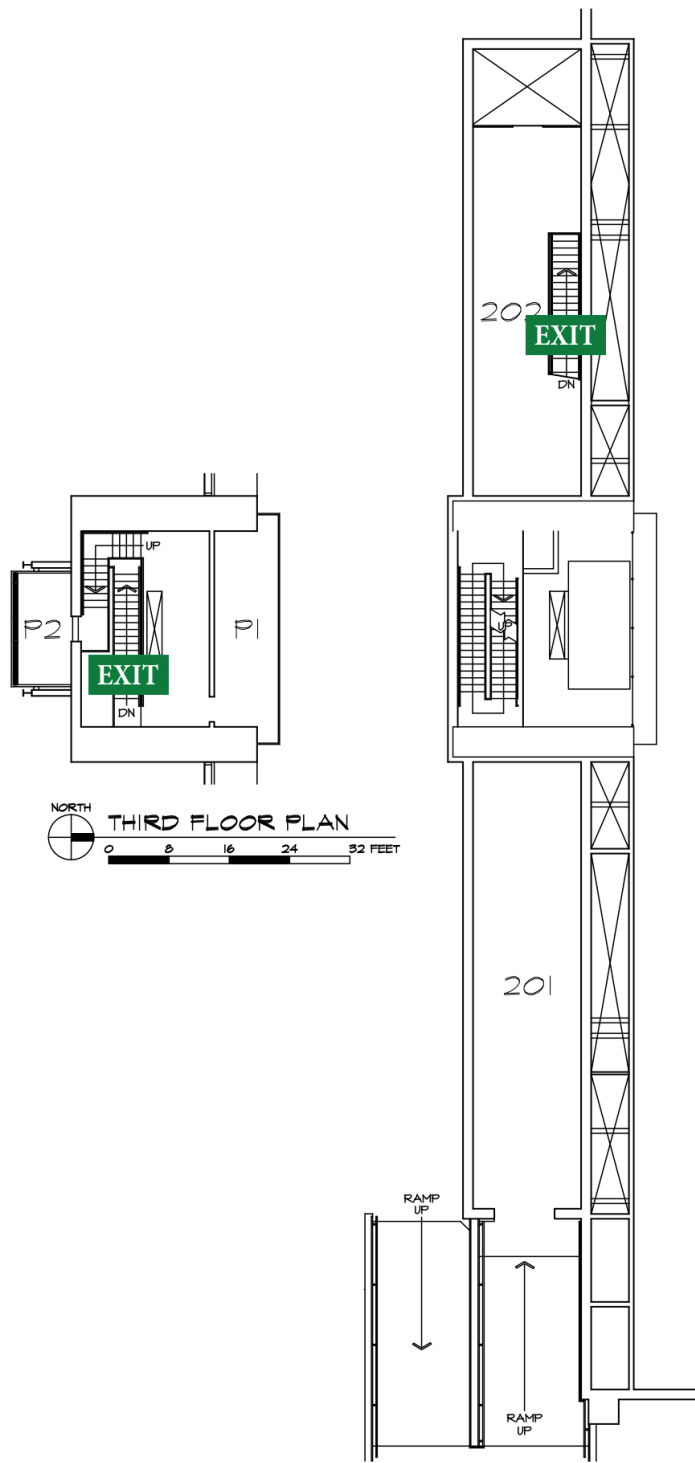 202
EXIT
DN
UP
P2
P1
EXIT
DN
UP
NORTH
THIRD FLOOR PLAN
0 8 16 24 32 FEET
201
RAMP
UP
RAMP
UP